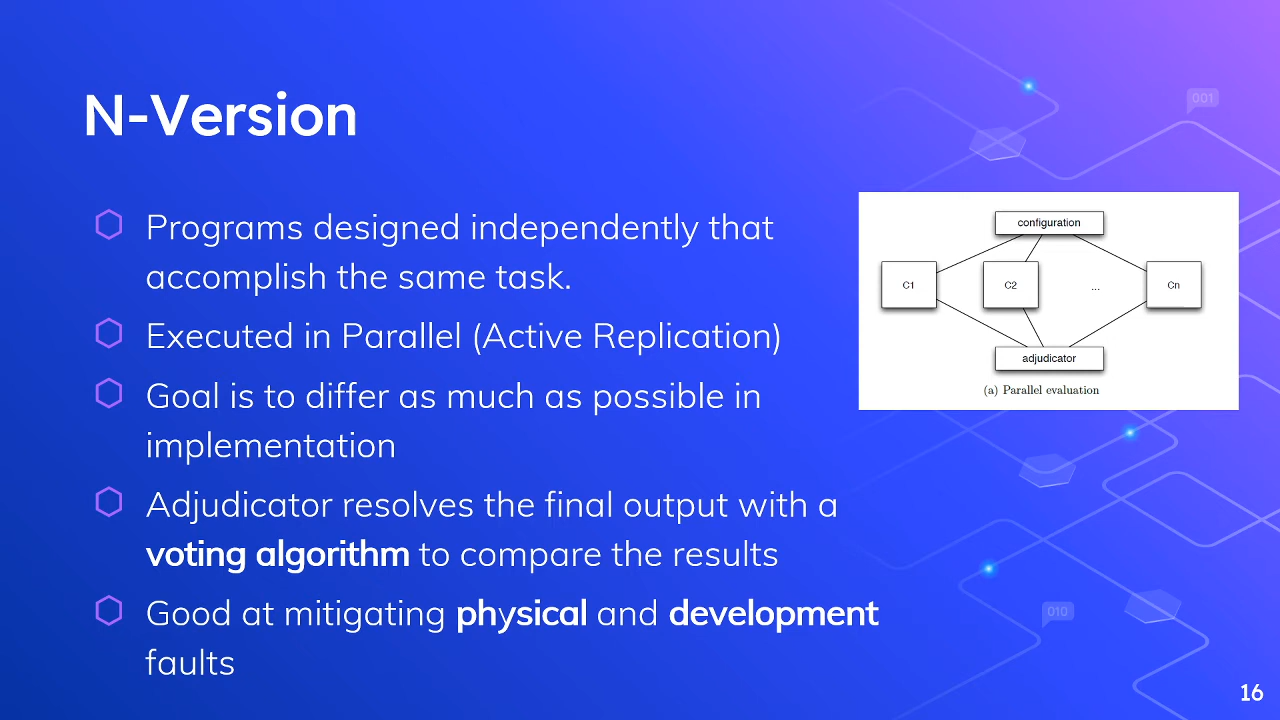 N-Version
Programs designed independently that
accomplish the same task.
Executed in Parallel (Active Replication)
Goal is to differ as much as possible in
implementation
Adjudicator resolves the final output with a
voting algorithm to compare the results
Good at mitigating physical and development
faults
001
configuration
C1 C2 ... Cn
adjudicator
(a) Parallel evaluation
010
16